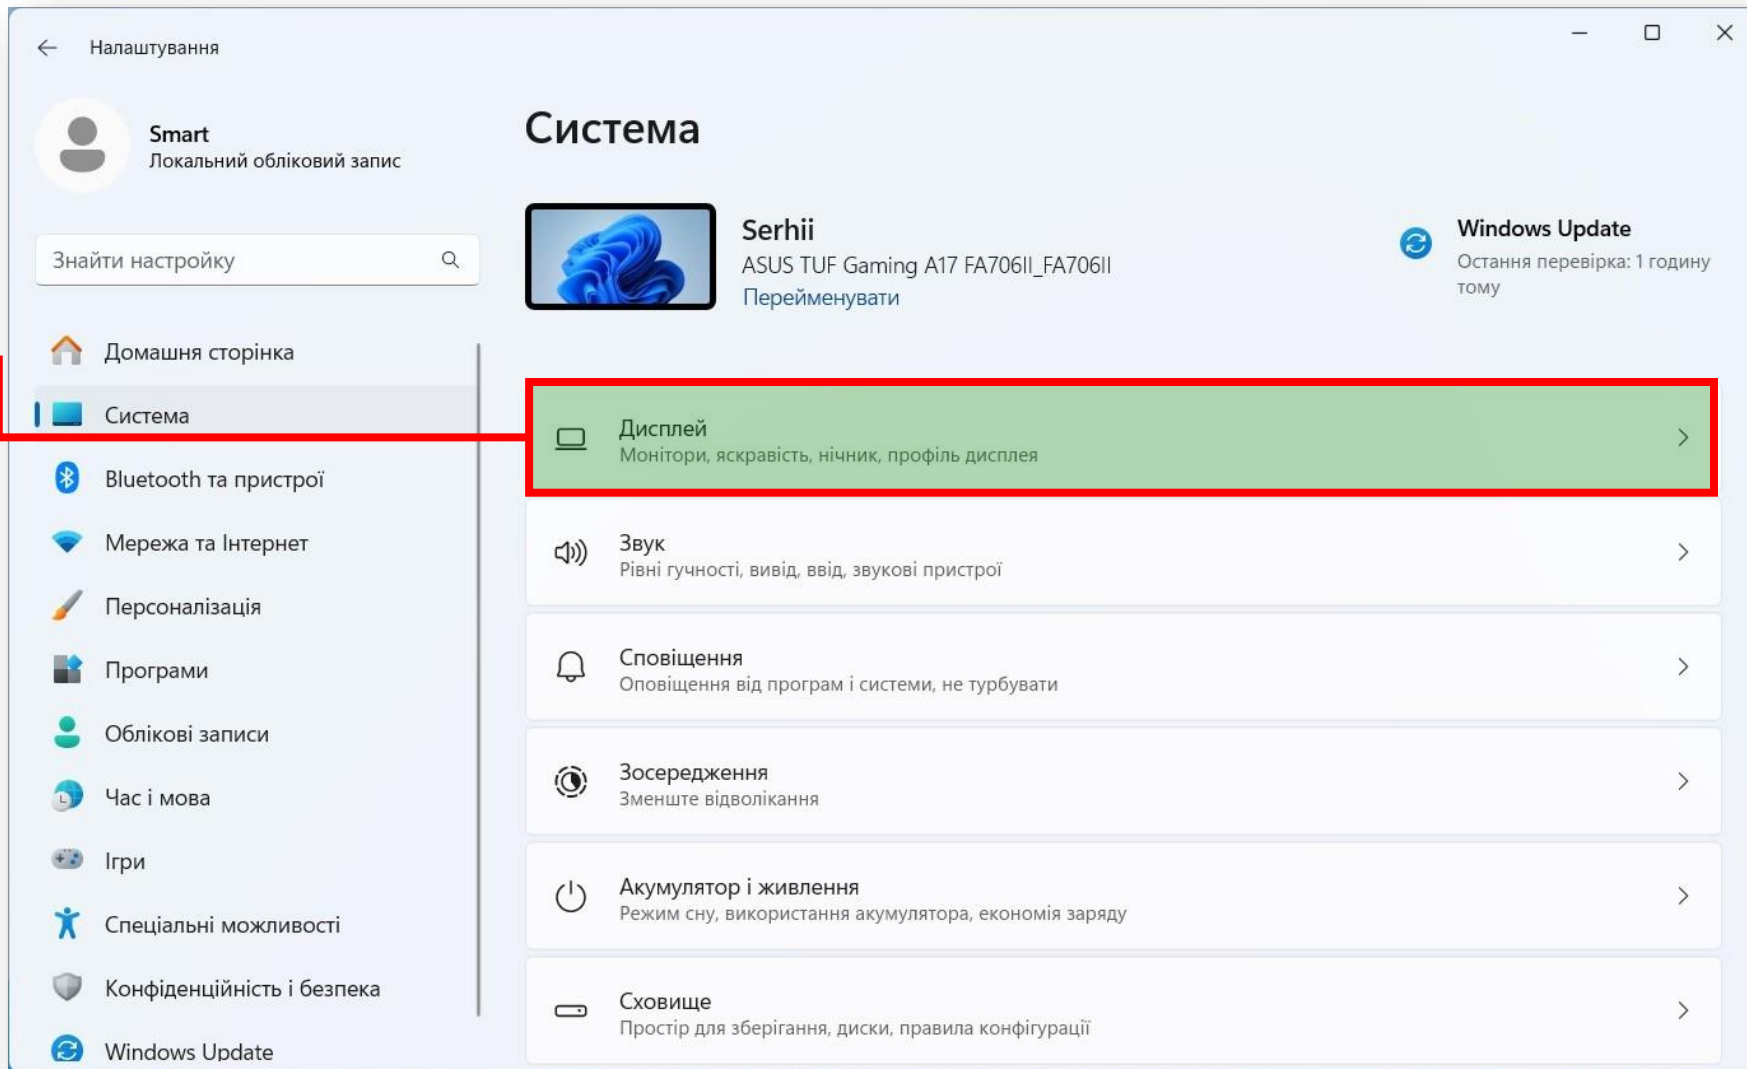 Налаштування
Smart
Локальний обліковий запис
Знайти настройку
Домашня сторінка
Система
Bluetooth та пристрої
Мережа та Інтернет
Персоналізація
Програми
Облікові записи
Час і мова
Ігри
Спеціальні можливості
Конфіденційність і безпека
Windows Update
Система
Serhii
ASUS TUF Gaming A17 FA706II_FA706II
Перейменувати
Windows Update
Остання перевірка: 1 годину
тому
Дисплей
Монітори, яскравість, нічник, профіль дисплея
Звук
Рівні гучності, вивід, ввід, звукові пристрої
Сповіщення
Оповіщення від програм і системи, не турбувати
Зосередження
Зменште відволікання
Акумулятор і живлення
Режим сну, використання акумулятора, економія заряду
Сховище
Простір для зберігання, диски, правила конфігурації